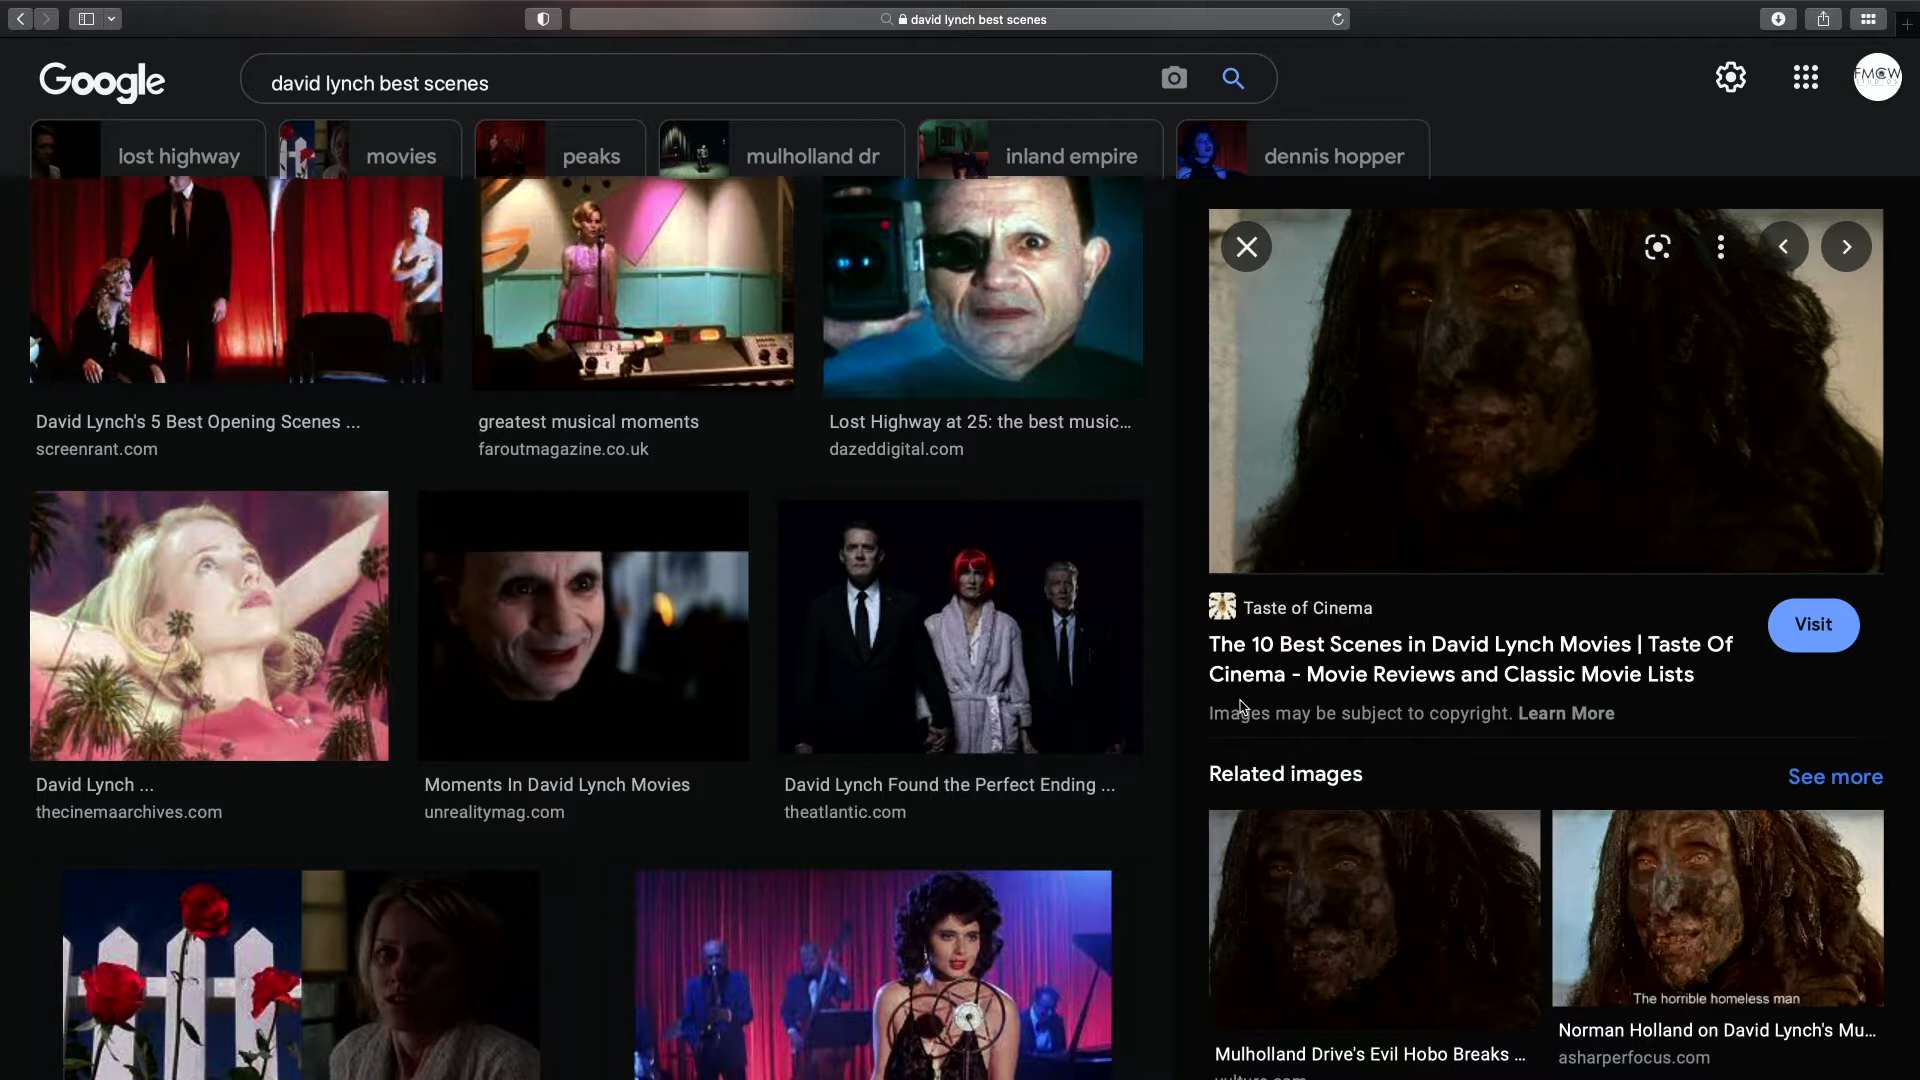 david lynch best scenes
Google
david lynch best scenes
FMCW
lost highway
movies
peaks
mulholland dr
inland empire
dennis hopper
David Lynch's 5 Best Opening Scenes ...
screenrant.com
greatest musical moments
faroutmagazine.co.uk
Lost Highway at 25: the best music...
dazeddigital.com
Taste of Cinema
Visit
The 10 Best Scenes in David Lynch Movies | Taste Of
Cinema - Movie Reviews and Classic Movie Lists
Images may be subject to copyright. Learn More
David Lynch ...
thecinemaarchives.com
Moments In David Lynch Movies
unrealitymag.com
David Lynch Found the Perfect Ending ...
theatlantic.com
Related images
See more
Mulholland Drive's Evil Hobo Breaks ...
vulture.com
The horrible homeless man
Norman Holland on David Lynch's Mu...
asharperfocus.com